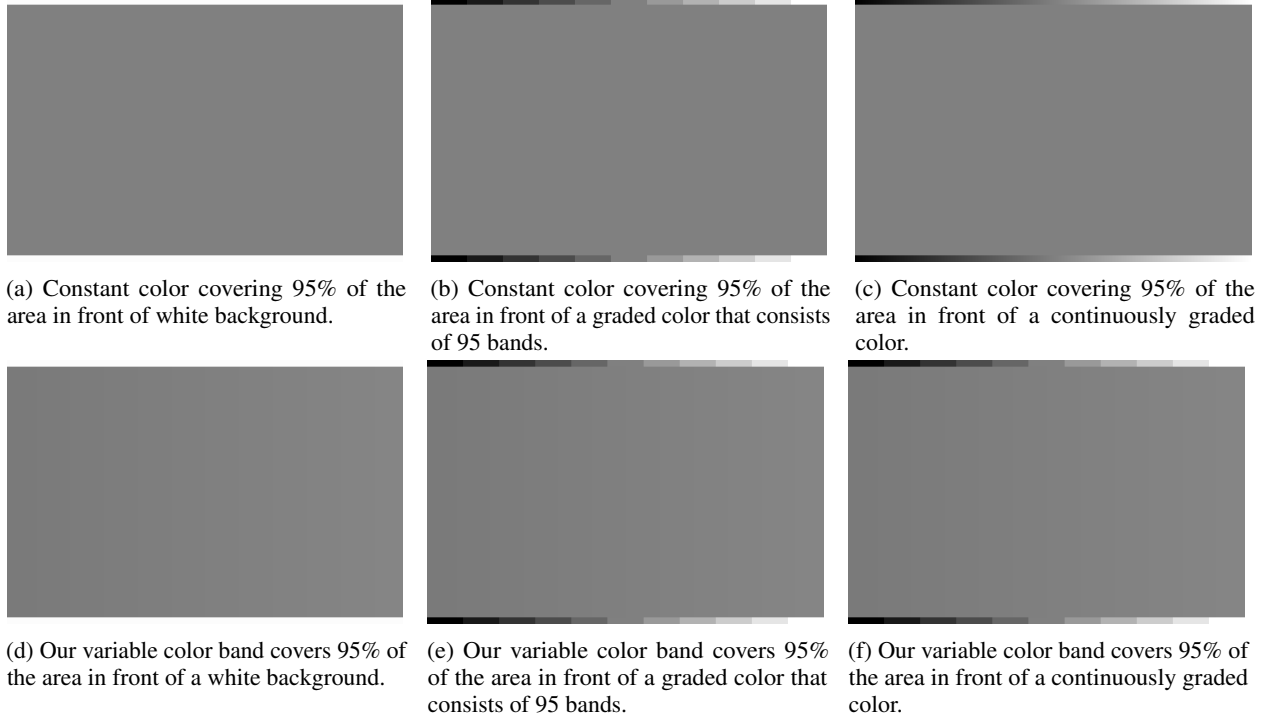 (a) Constant color covering 95% of the
area in front of white background.
(b) Constant color covering 95% of the
area in front of a graded color that consists
of 95 bands.
(c) Constant color covering 95% of the
area in front of a continuously graded
color.
(d) Our variable color band covers 95% of
the area in front of a white background.
(e) Our variable color band covers 95%
of the area in front of a graded color that
consists of 95 bands.
(f) Our variable color band covers 95% of
the area in front of a continuously graded
color.